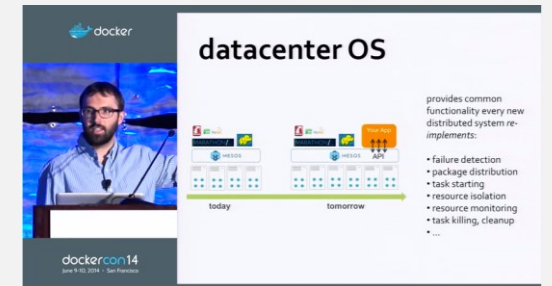 docker
datacenter OS
provides common
functionality every new
distributed system re-
implements:
• failure detection
• package distribution
• task starting
• resource isolation
• resource monitoring
• task killing, cleanup
• ...
Your App
MARATHON
MARATHON
MESOS
MESOS
API
today
tomorrow
dockercon14
June 9-10, 2014 - San Francisco